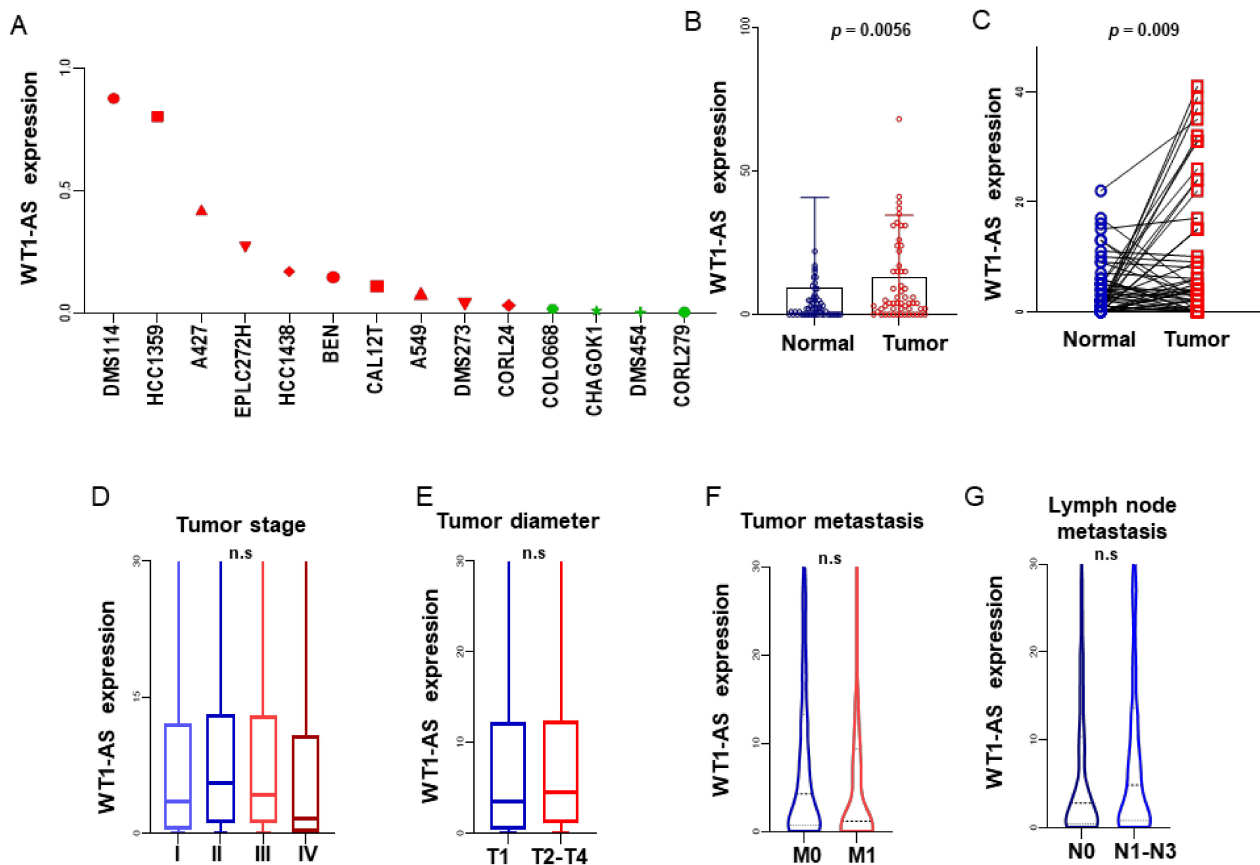 A
WT1-AS expression
1.0
0.5
0.0
DMS114
HCC1359
A427
EPLC272H
HCC1438
BEN
CAL12T
A549
DMS273
CORL24
COLO668
CHAGOK1
DMS454
CORL279
B
p = 0.0056
WT1-AS expression
100
50
0
Normal
Tumor
C
p = 0.009
WT1-AS expression
40
20
0
Normal
Tumor
D
Tumor stage
n.s
WT1-AS expression
30
15
0
I
II
III
IV
E
Tumor diameter
n.s
WT1-AS expression
30
20
10
0
T1
T2-T4
F
Tumor metastasis
n.s
WT1-AS expression
30
20
10
0
M0
M1
G
Lymph node
metastasis
n.s
WT1-AS expression
30
20
10
0
N0
N1-N3